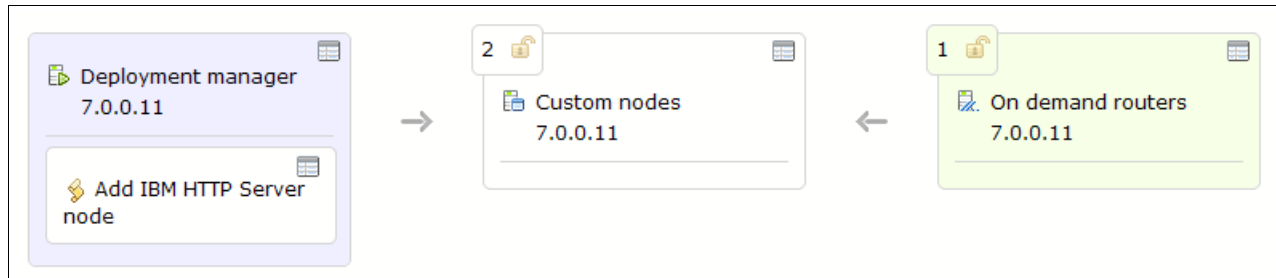 Deployment manager
7.0.0.11
Add IBM HTTP Server
node
2
Custom nodes
7.0.0.11
1
On demand routers
7.0.0.11